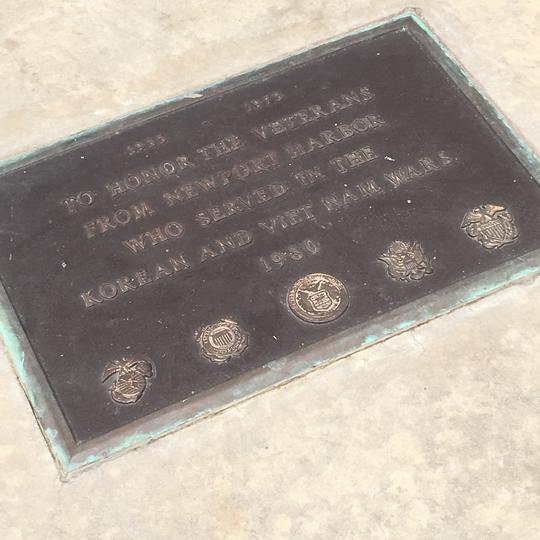 TO HONOR THE VETERANS
FROM NEWPORT HARBOR
WHO SERVED IN THE
KOREAN AND VIET NAM WARS
1980